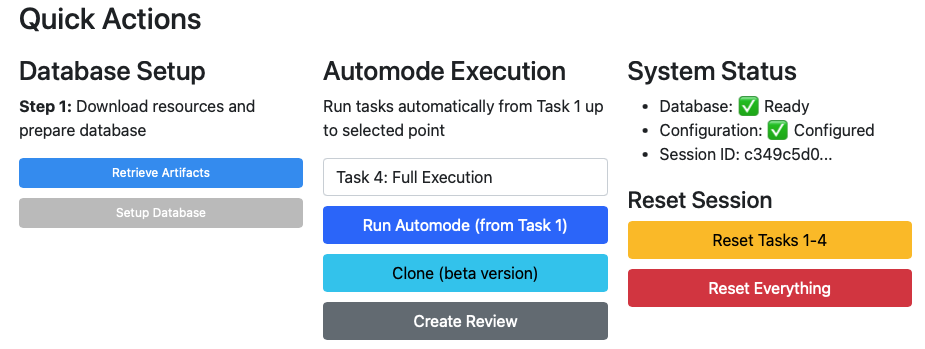 Quick Actions
Database Setup
Step 1: Download resources and
prepare database
Retrieve Artifacts
Setup Database
Automode Execution
Run tasks automatically from Task 1 up
to selected point
Task 4: Full Execution
Run Automode (from Task 1)
Clone (beta version)
Create Review
System Status
• Database: ✅ Ready
• Configuration: ✅ Configured
• Session ID: c349c5d0...
Reset Session
Reset Tasks 1-4
Reset Everything